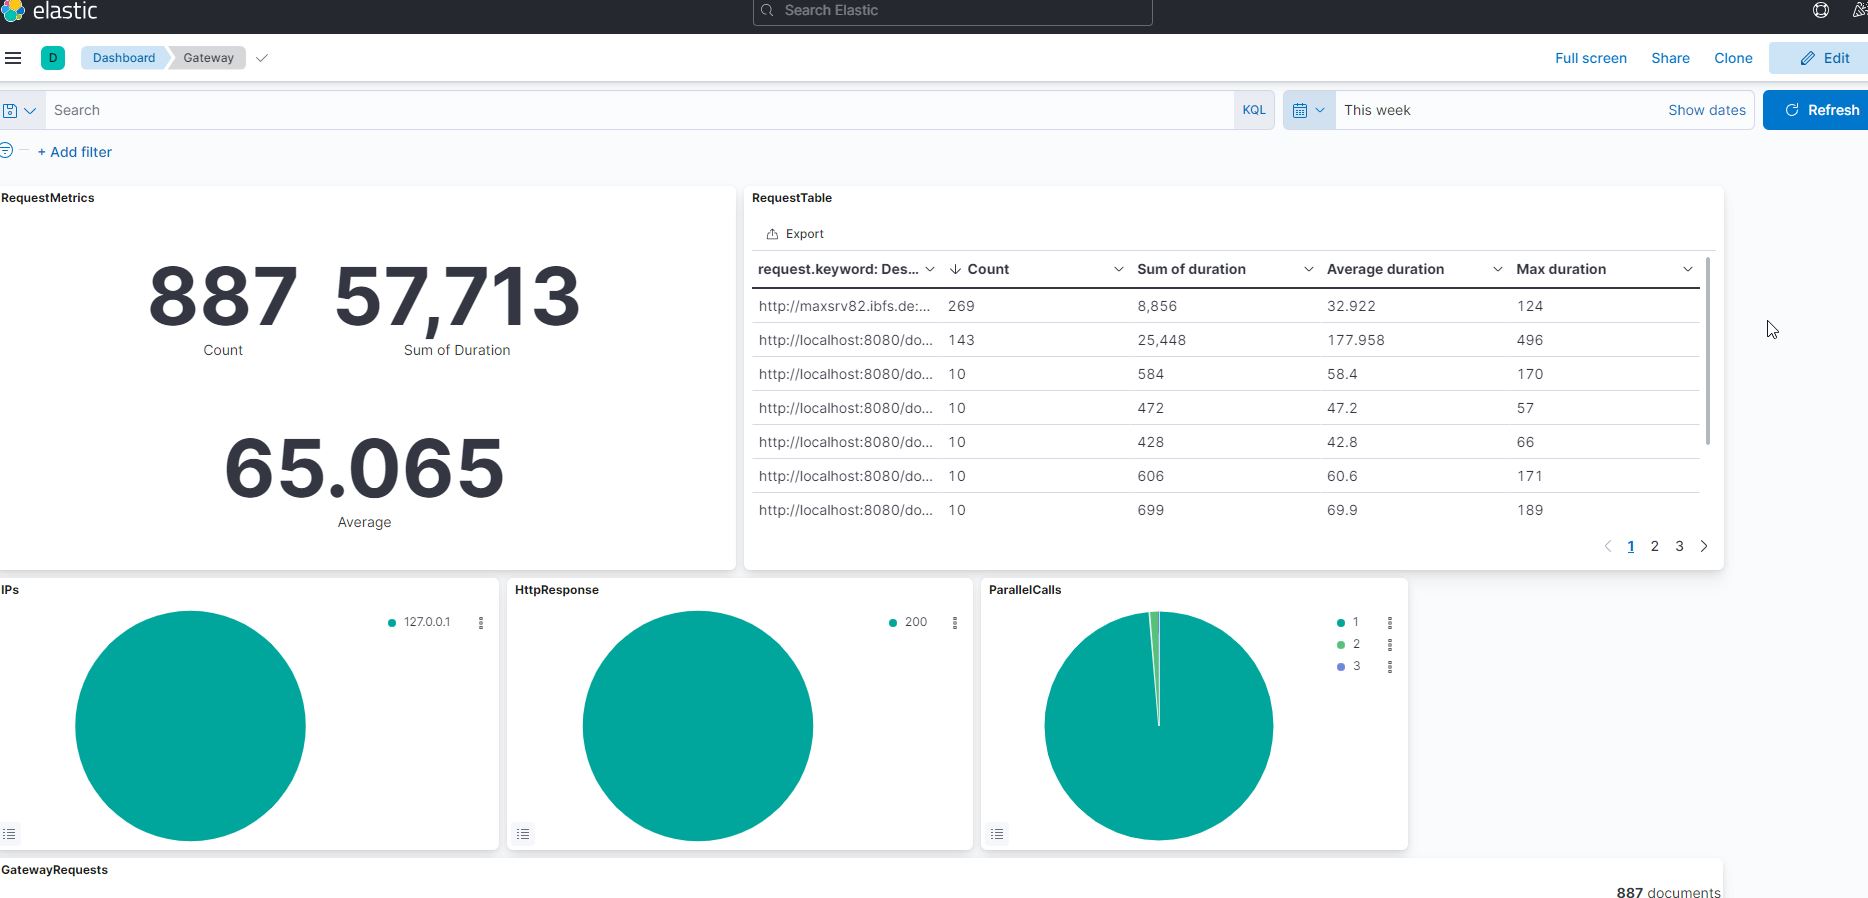 elastic
Search Elastic
D
Dashboard
Gateway
Full screen
Share
Clone
Edit
Search
KQL
This week
Show dates
Refresh
+ Add filter
RequestMetrics
887
Count
57,713
Sum of Duration
65.065
Average
RequestTable
Export
request.keyword: Des... Count Sum of duration Average duration Max duration
http://maxsrv82.ibfs.de:... 269 8,856 32.922 124
http://localhost:8080/do... 143 25,448 177.958 496
http://localhost:8080/do... 10 584 58.4 170
http://localhost:8080/do... 10 472 47.2 57
http://localhost:8080/do... 10 428 42.8 66
http://localhost:8080/do... 10 606 60.6 171
http://localhost:8080/do... 10 699 69.9 189
1 2 3
IPs
127.0.0.1
HttpResponse
200
ParallelCalls
1
2
3
GatewayRequests
887 documents